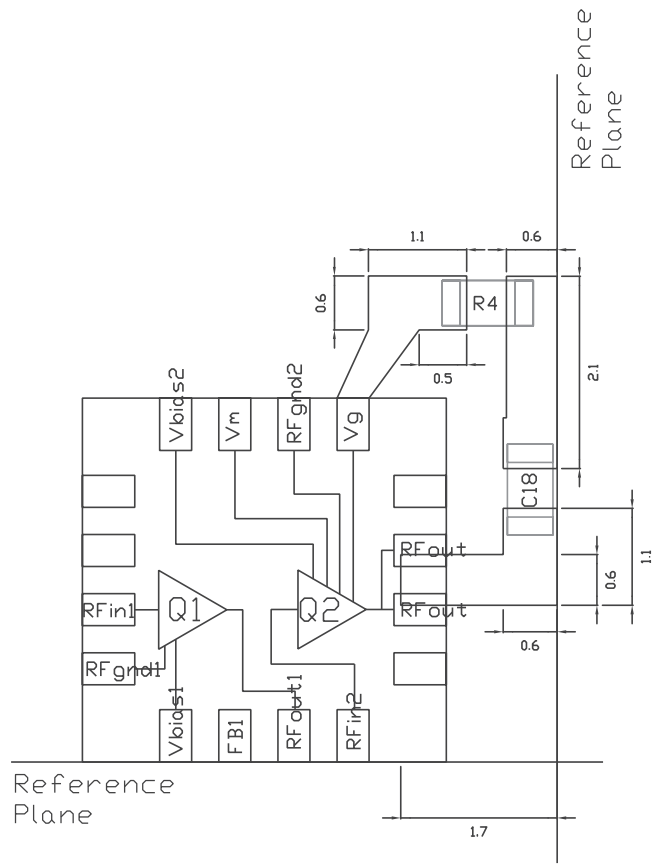 Reference
Plane
1.1
0.6
0.6
R4
0.5
2.1
Vbias2
Vm
RFgnd2
Vg
C18
RFout
1.1
0.6
RFin1
Q1
Q2
RFout
0.6
RFgnd1
Vbias1
FB1
RFout1
RFin2
Reference
Plane
1.7